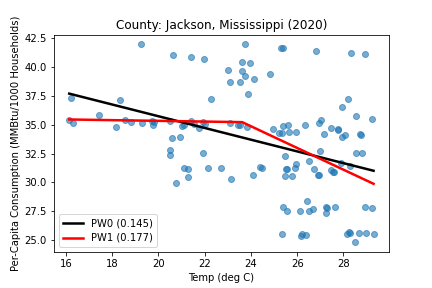 County: Jackson, Mississippi (2020)
Per-Capita Consumption (MMBtu/1000 Households)
42.5
40.0
37.5
35.0
32.5
30.0
27.5
25.0
PW0 (0.145)
PW1 (0.177)
16 18 20 22 24 26 28
Temp (deg C)